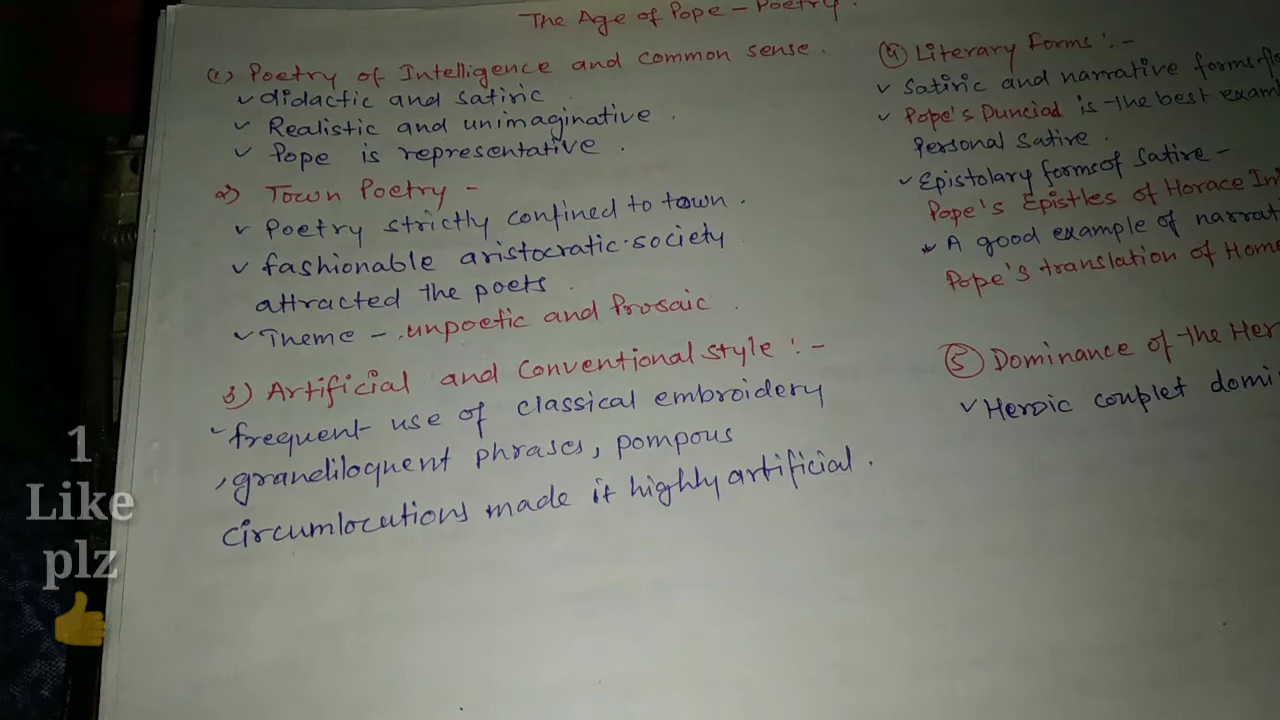 The Age of Pope - Poetry.
(1) Poetry of Intelligence and common sense.
✓ didactic and satiric
✓ Realistic and unimaginative.
✓ Pope is representative.
2) Town Poetry -
✓ Poetry strictly confined to town.
✓ fashionable aristocratic society
attracted the poets.
✓ Theme - unpoetic and Prosaic.
3) Artificial and Conventional style :-
✓ frequent use of classical embroidery
, grandiloquent phrases, pompous
circumlocutions made it highly artificial.
(4) Literary Forms :-
✓ Satiric and narrative forms
✓ Pope's Dunciad is the best exam
Personal Satire.
✓ Epistolary forms of satire -
Pope's Epistles of Horace
✓ A good example of narrat
Pope's translation of Hom
(5) Dominance of the Her
✓ Heroic couplet domi
1
Like
plz
👍